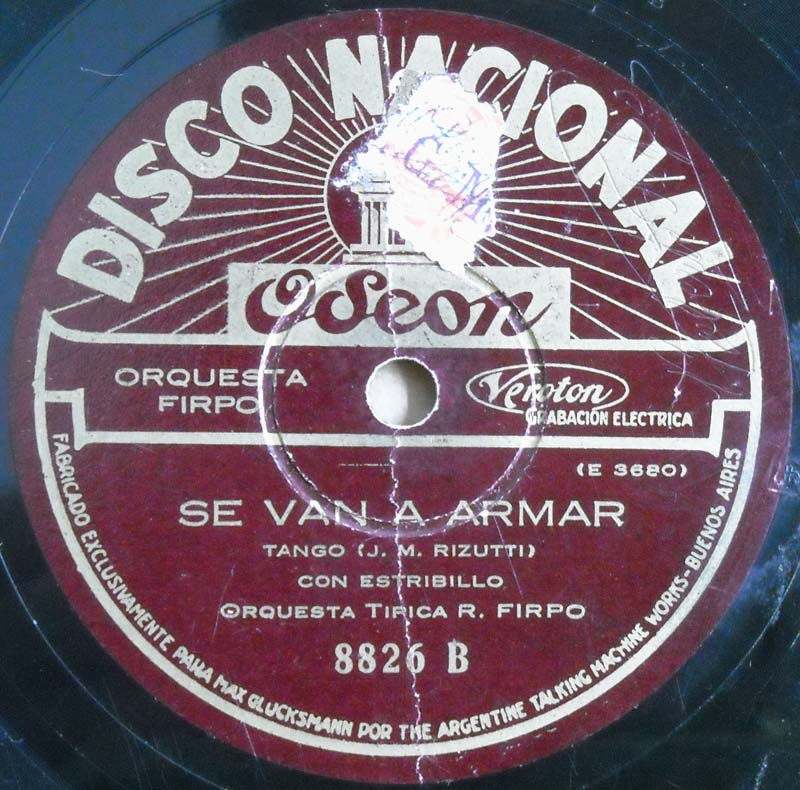 DISCO NACIONAL
Odeon
ORQUESTA
FIRPO
Veroton
GRABACIÓN ELECTRICA
(E 3680)
SE VAN A ARMAR
TANGO (J. M. RIZUTTI)
CON ESTRIBILLO
ORQUESTA TIPICA R. FIRPO
8826 B
FABRICADO EXCLUSIVAMENTE PARA MAX GLUCKSMANN POR THE ARGENTINE TALKING MACHINE WORKS-BUENOS AIRES